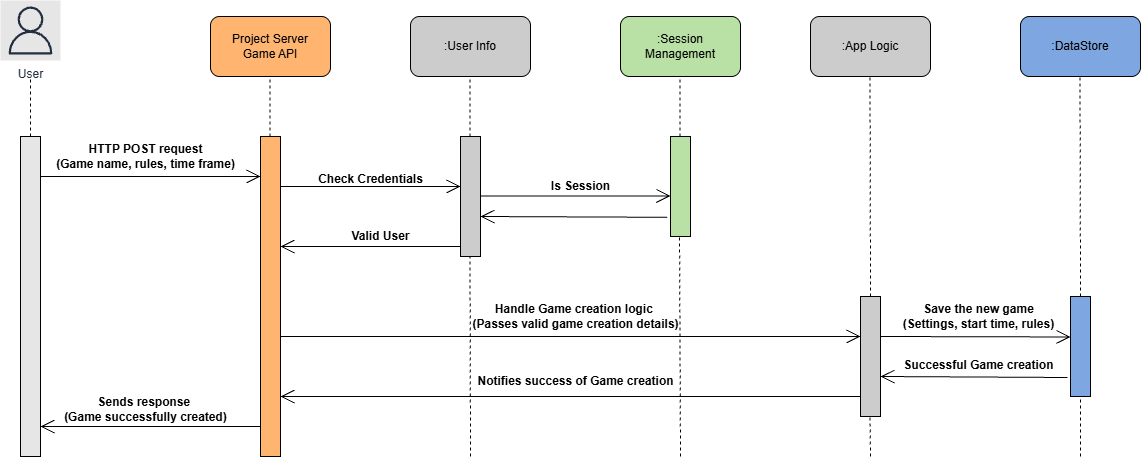 User
Project Server
Game API
:User Info
:Session
Management
:App Logic
:DataStore
HTTP POST request
(Game name, rules, time frame)
Check Credentials
Is Session
Valid User
Handle Game creation logic
(Passes valid game creation details)
Save the new game
(Settings, start time, rules)
Successful Game creation
Notifies success of Game creation
Sends response
(Game successfully created)